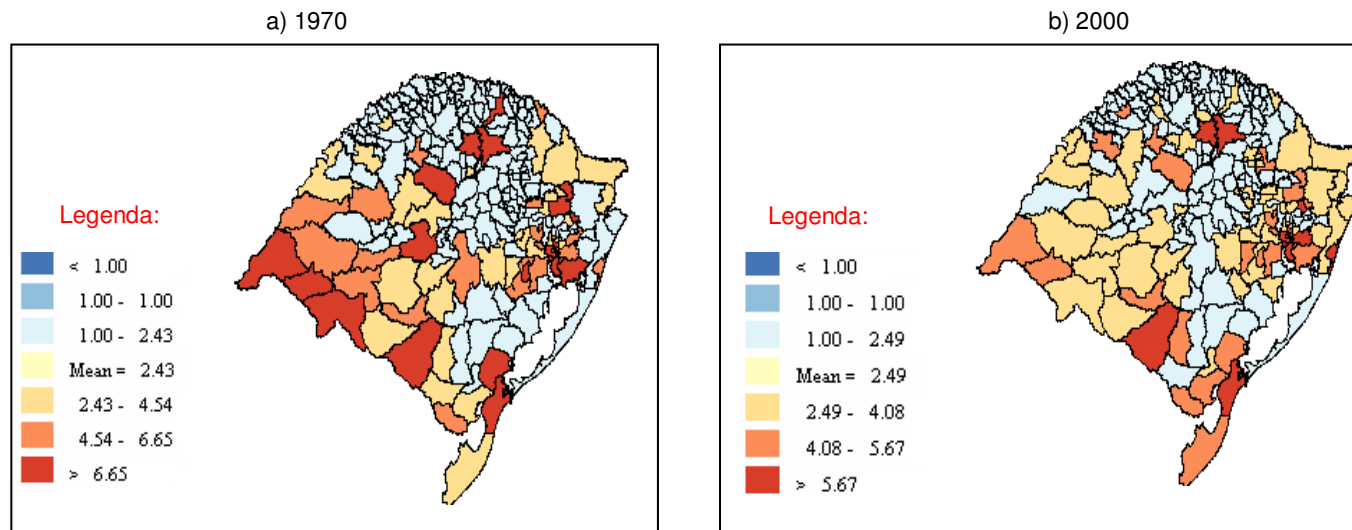 a) 1970
Legenda:
< 1.00
1.00 - 1.00
1.00 - 2.43
Mean = 2.43
2.43 - 4.54
4.54 - 6.65
> 6.65
b) 2000
Legenda:
< 1.00
1.00 - 1.00
1.00 - 2.49
Mean = 2.49
2.49 - 4.08
4.08 - 5.67
> 5.67